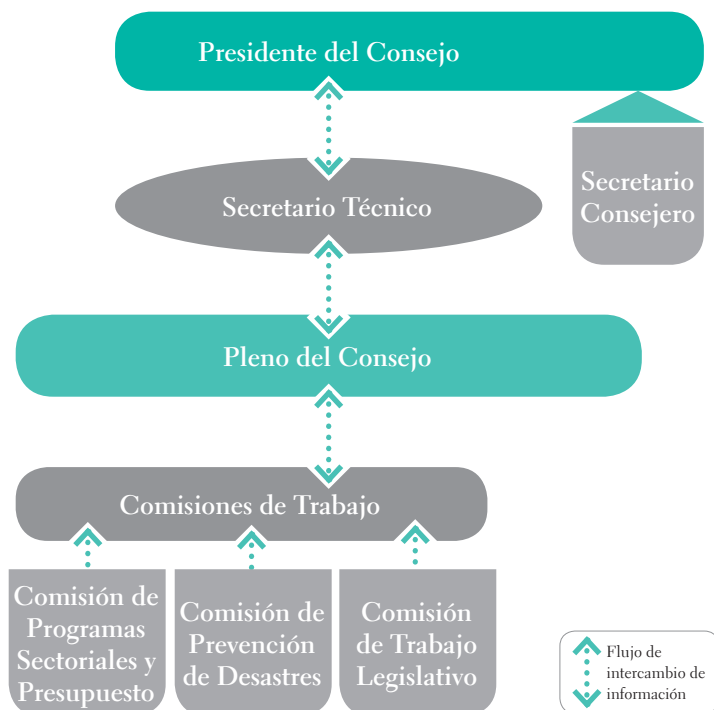 Presidente del Consejo
Secretario
Consejero
Secretario Técnico
Pleno del Consejo
Comisiones de Trabajo
Comisión de
Programas
Sectoriales y
Presupuesto
Comisión de
Prevención
de Desastres
Comisión
de Trabajo
Legislativo
Flujo de
intercambio de
información